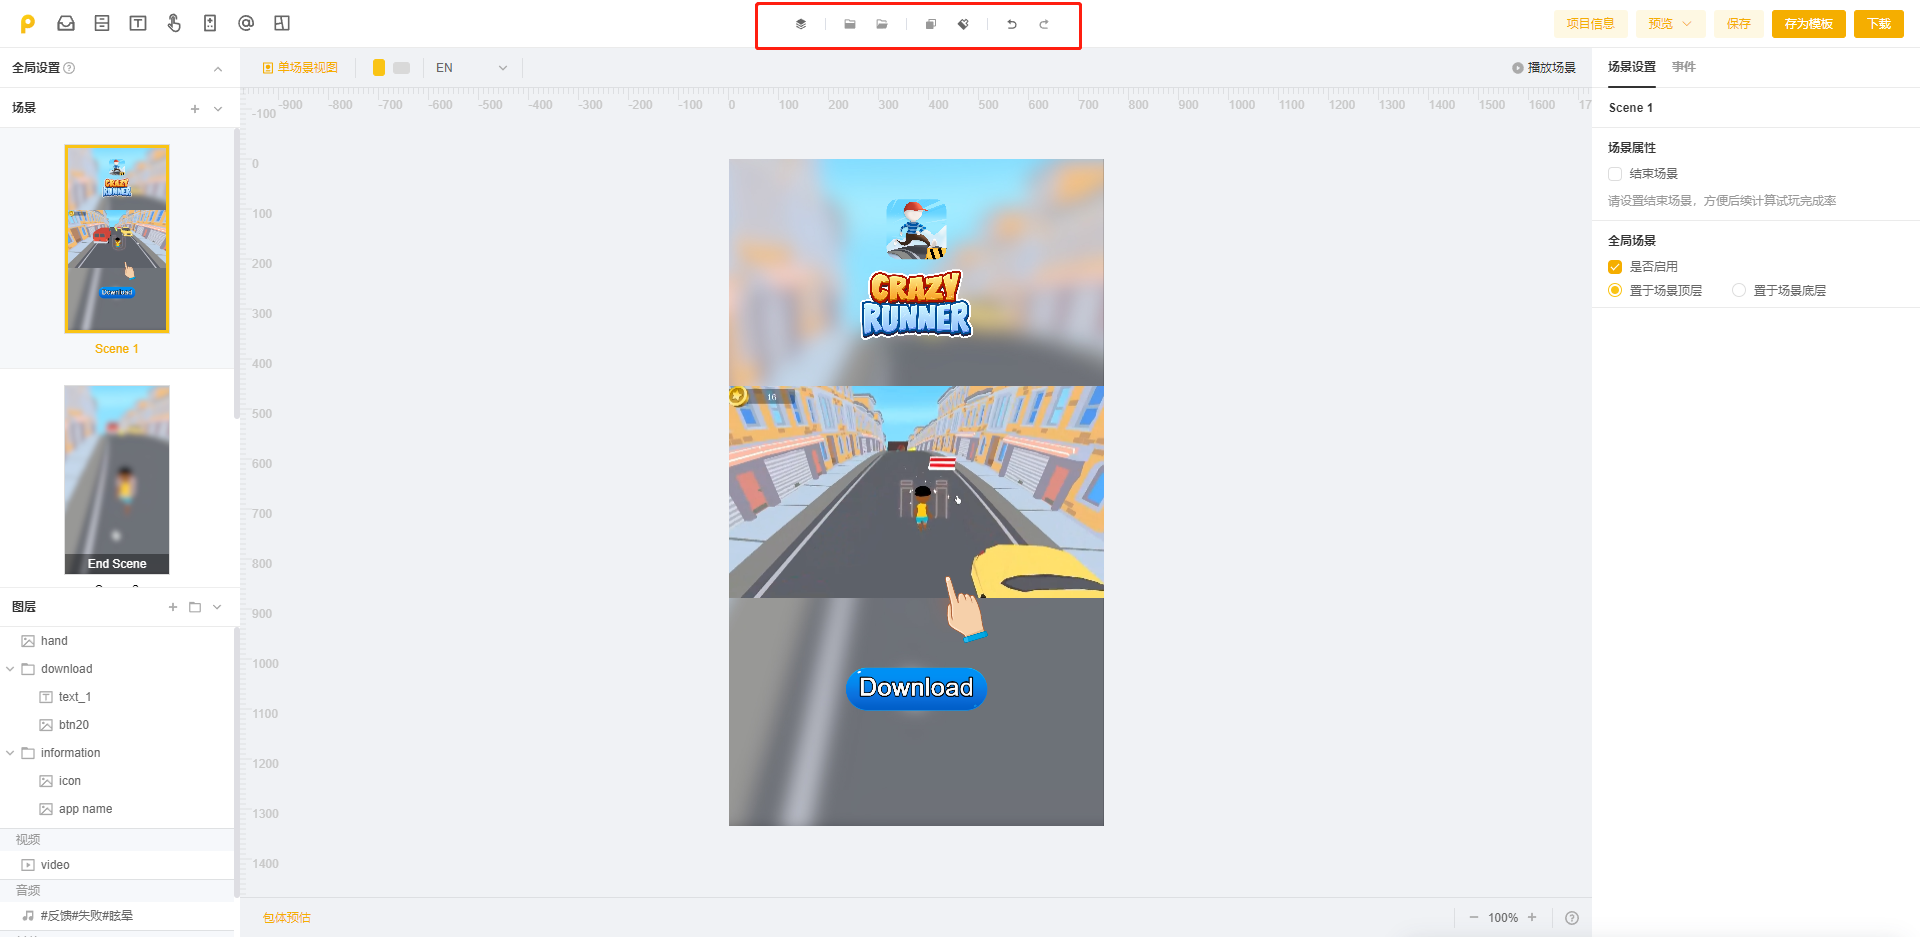 项目信息
预览
保存
存为模板
下载
全局设置
单场景视图
EN
播放场景
场景设置
事件
场景
-900 -800 -700 -600 -500 -400 -300 -200 -100 0 100 200 300 400 500 600 700 800 900 1000 1100 1200 1300 1400 1500 1600 17
-100
0
100
200
300
400
500
600
700
800
900
1000
1100
1200
1300
1400
Scene 1
场景属性
结束场景
请设置结束场景，方便后续计算试玩完成率
全局场景
是否启用
置于场景顶层
置于场景底层
CRAZY
RUNNER
Download
Scene 1
End Scene
CRAZY
RUNNER
16
Download
图层
hand
download
text_1
btn20
information
icon
app name
视频
video
音频
#反馈#失败#眩晕
包体预估
100%